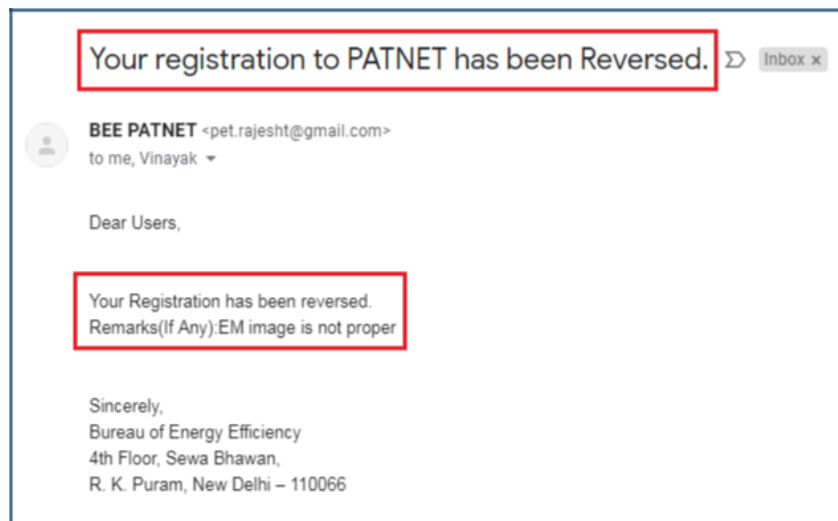 Your registration to PATNET has been Reversed. Inbox x
BEE PATNET <pet.rajesht@gmail.com>
to me, Vinayak
Dear Users,
Your Registration has been reversed.
Remarks(If Any):EM image is not proper
Sincerely,
Bureau of Energy Efficiency
4th Floor, Sewa Bhawan,
R. K. Puram, New Delhi – 110066